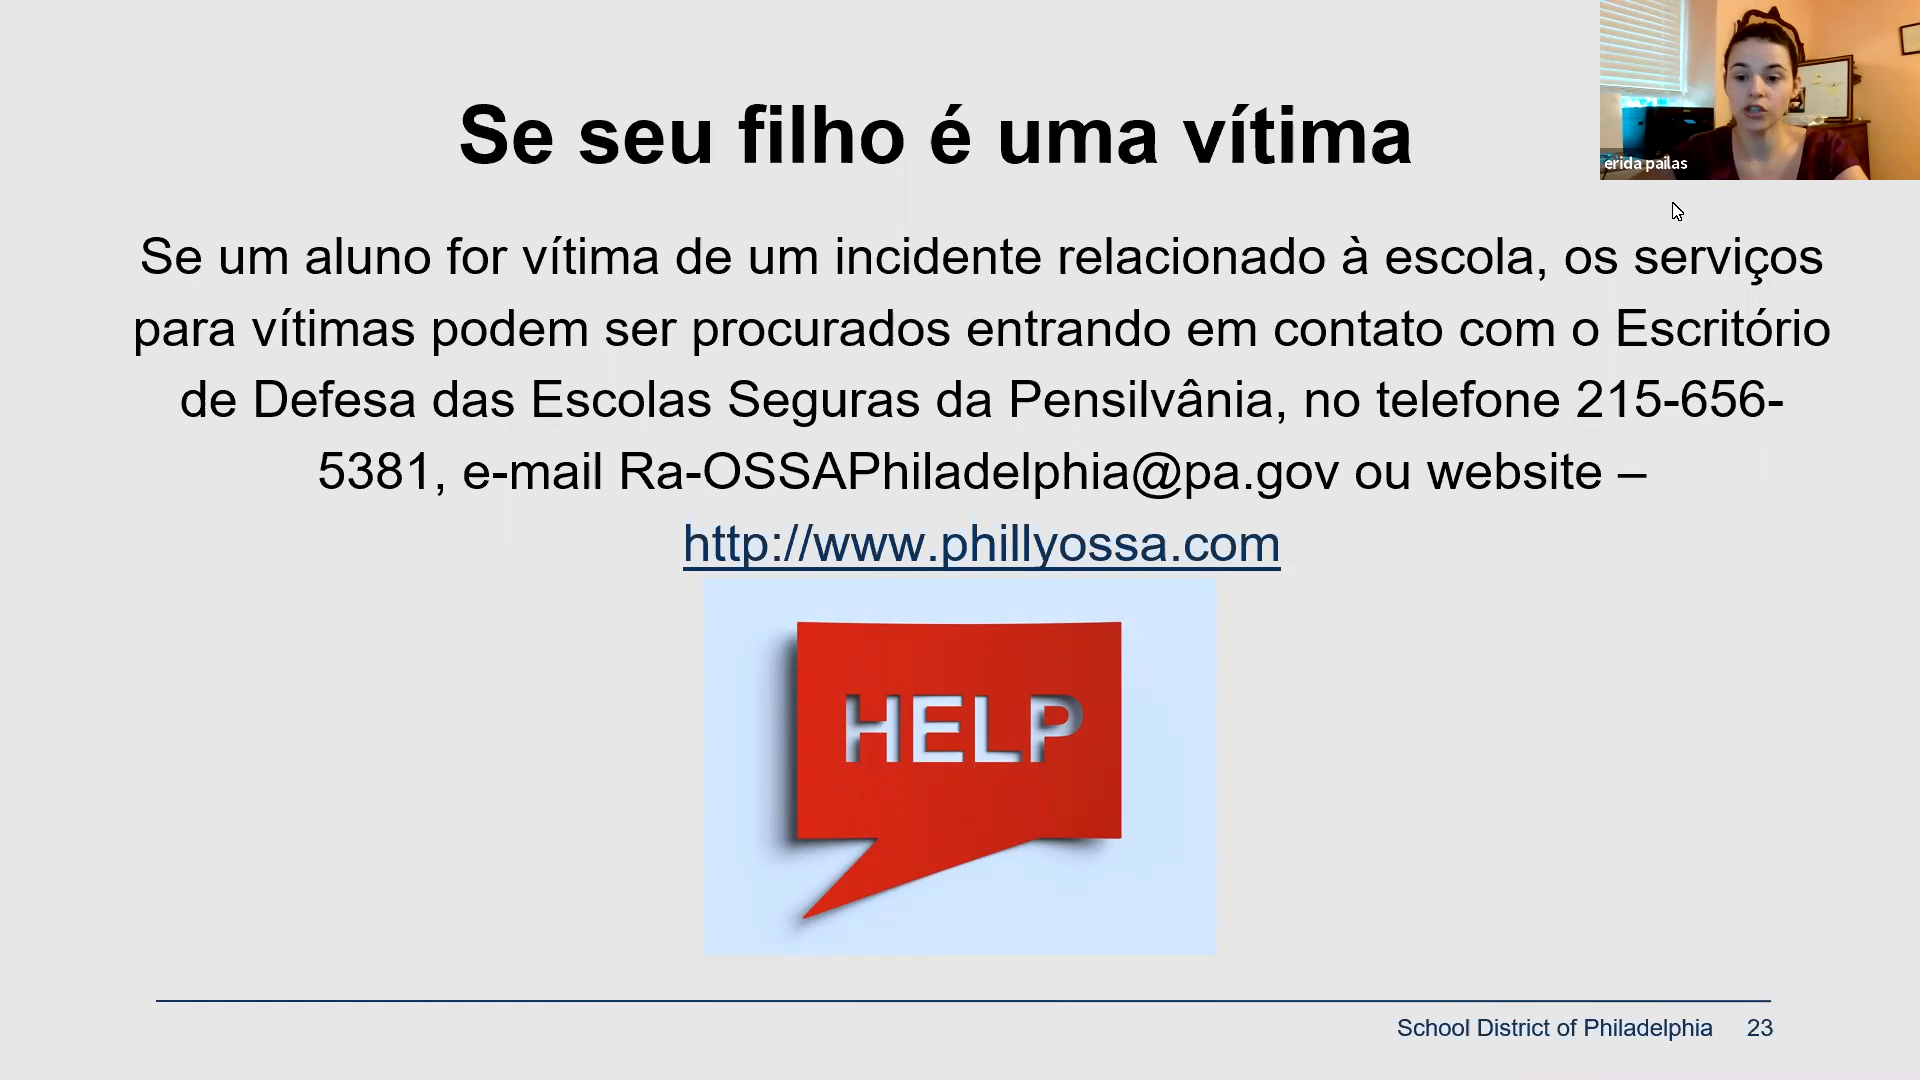 Se seu filho é uma vítima
erida pailas
Se um aluno for vítima de um incidente relacionado à escola, os serviços
para vítimas podem ser procurados entrando em contato com o Escritório
de Defesa das Escolas Seguras da Pensilvânia, no telefone 215-656-
5381, e-mail Ra-OSSAPhiladelphia@pa.gov ou website –
http://www.phillyossa.com
HELP
School District of Philadelphia 23